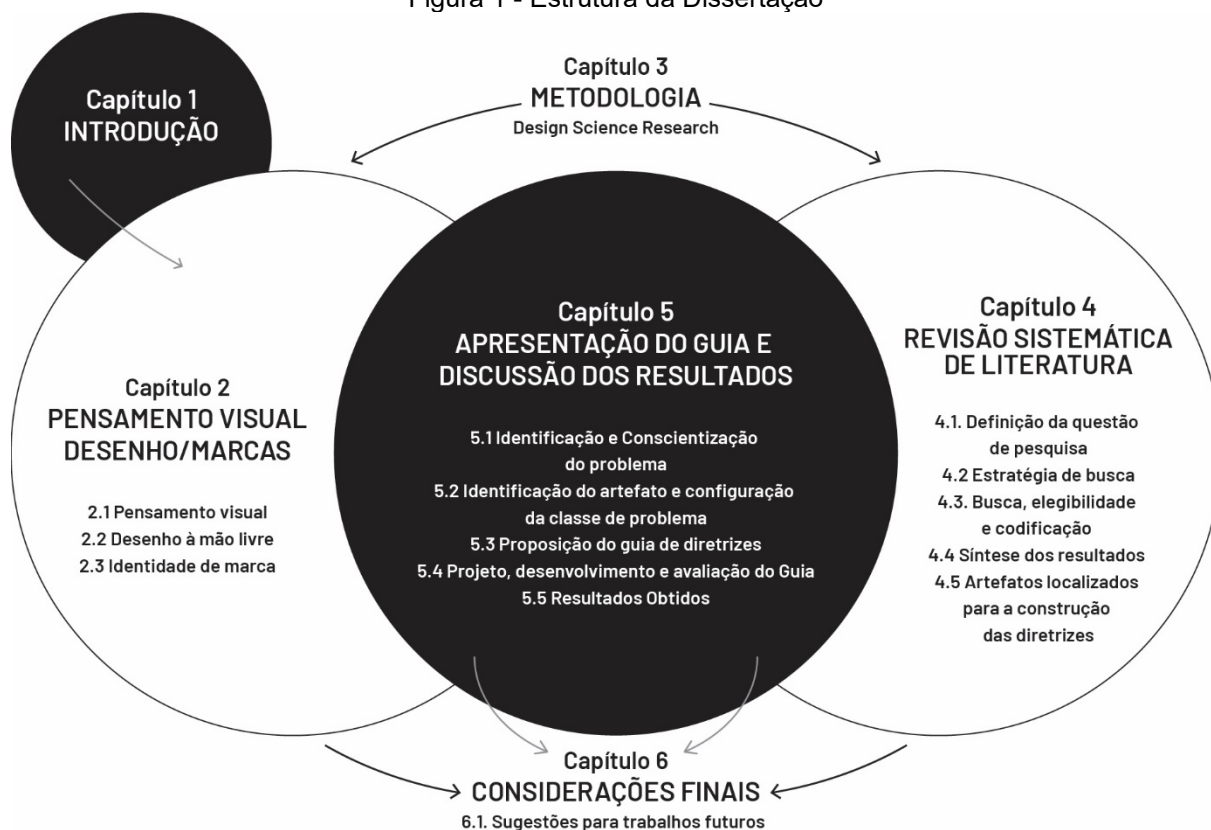 Figura 1 - Estrutura da Dissertação
Capítulo 1
INTRODUÇÃO
Capítulo 3
METODOLOGIA
Design Science Research
Capítulo 2
PENSAMENTO VISUAL
DESENHO/MARCAS
2.1 Pensamento visual
2.2 Desenho à mão livre
2.3 Identidade de marca
Capítulo 5
APRESENTAÇÃO DO GUIA E
DISCUSSÃO DOS RESULTADOS
5.1 Identificação e Conscientização
do problema
5.2 Identificação do artefato e configuração
da classe de problema
5.3 Proposição do guia de diretrizes
5.4 Projeto, desenvolvimento e avaliação do Guia
5.5 Resultados Obtidos
Capítulo 4
REVISÃO SISTEMÁTICA
DE LITERATURA
4.1. Definição da questão
de pesquisa
4.2 Estratégia de busca
4.3. Busca, elegibilidade
e codificação
4.4 Síntese dos resultados
4.5 Artefatos localizados
para a construção
das diretrizes
Capítulo 6
CONSIDERAÇÕES FINAIS
6.1. Sugestões para trabalhos futuros